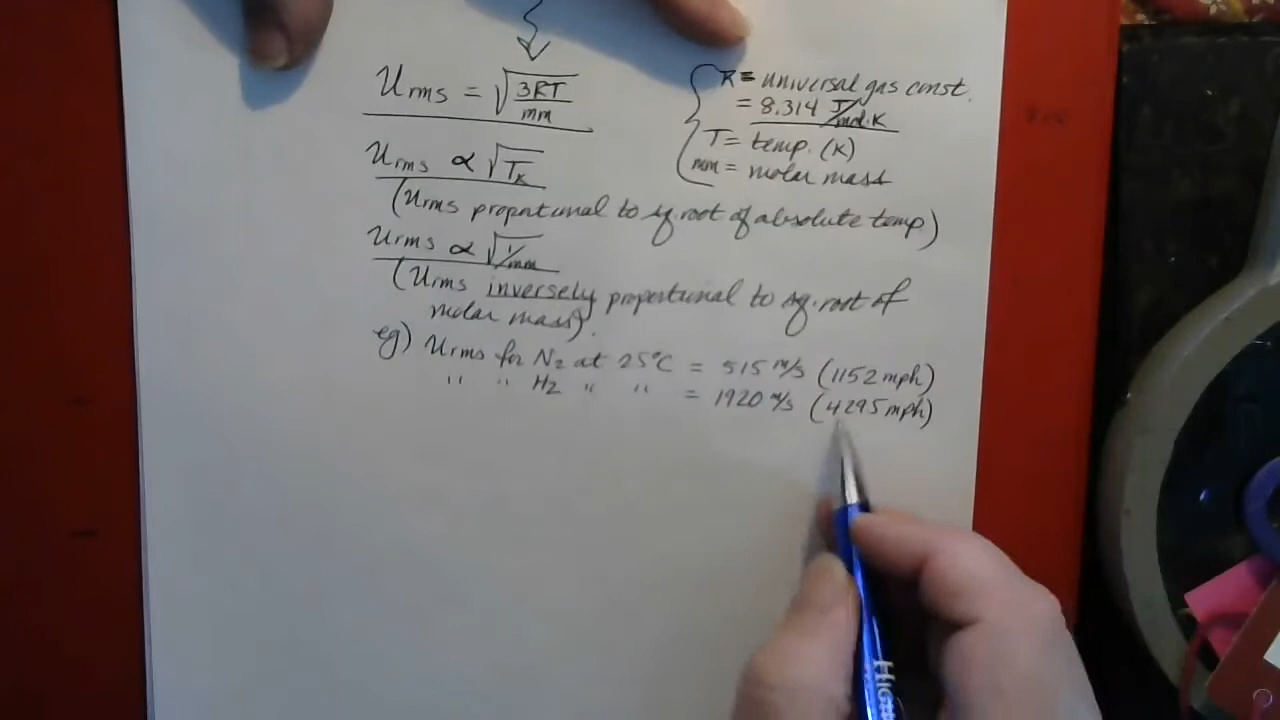 Urms = √3RT/mm
R = universal gas const.
= 8.314 J/mol·K
T = temp. (K)
mm = molar mass
Urms ∝ √TK
(Urms propotunal to sq. root of absolute temp)
Urms ∝ √1/mm
(Urms inversely proportunal to sq. root of
molar mass).
eg) Urms for N2 at 25°C = 515 m/s (1152 mph)
" " H2 " " = 1920 m/s (4295 mph)